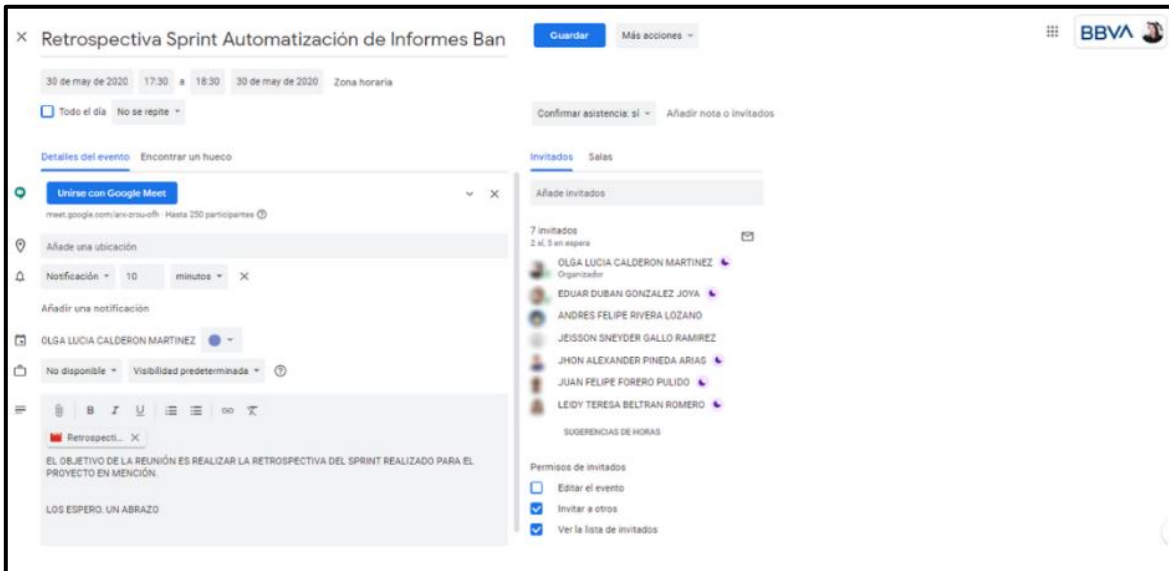 Retrospectiva Sprint Automatización de Informes Ban
Guardar
Más acciones
BBVA
30 de may de 2020 17:30 a 18:30 30 de may de 2020 Zona horaria
Todo el día No se repite
Confirmar asistencia: sí Añadir nota o invitados
Detalles del evento Encontrar un hueco
Invitados Salas
Unirse con Google Meet
Hasta 250 participantes
Añade una ubicación
Notificación 10 minutos
Añadir una notificación
OLGA LUCIA CALDERON MARTINEZ
No disponible Visibilidad predeterminada
B I U
Retrospecti...
EL OBJETIVO DE LA REUNIÓN ES REALIZAR LA RETROSPECTIVA DEL SPRINT REALIZADO PARA EL
PROYECTO EN MENCIÓN.
LOS ESPERO. UN ABRAZO
Añade invitados
7 invitados
2 sí, 5 en espera
OLGA LUCIA CALDERON MARTINEZ
Organizador
EDUAR DUBAN GONZALEZ JOYA
ANDRES FELIPE RIVERA LOZANO
JEISSON SNEYDER GALLO RAMIREZ
JHON ALEXANDER PINEDA ARIAS
JUAN FELIPE FORERO PULIDO
LEIDY TERESA BELTRAN ROMERO
SUGERENCIAS DE HORAS
Permisos de invitados
Editar el evento
Invitar a otros
Ver la lista de invitados